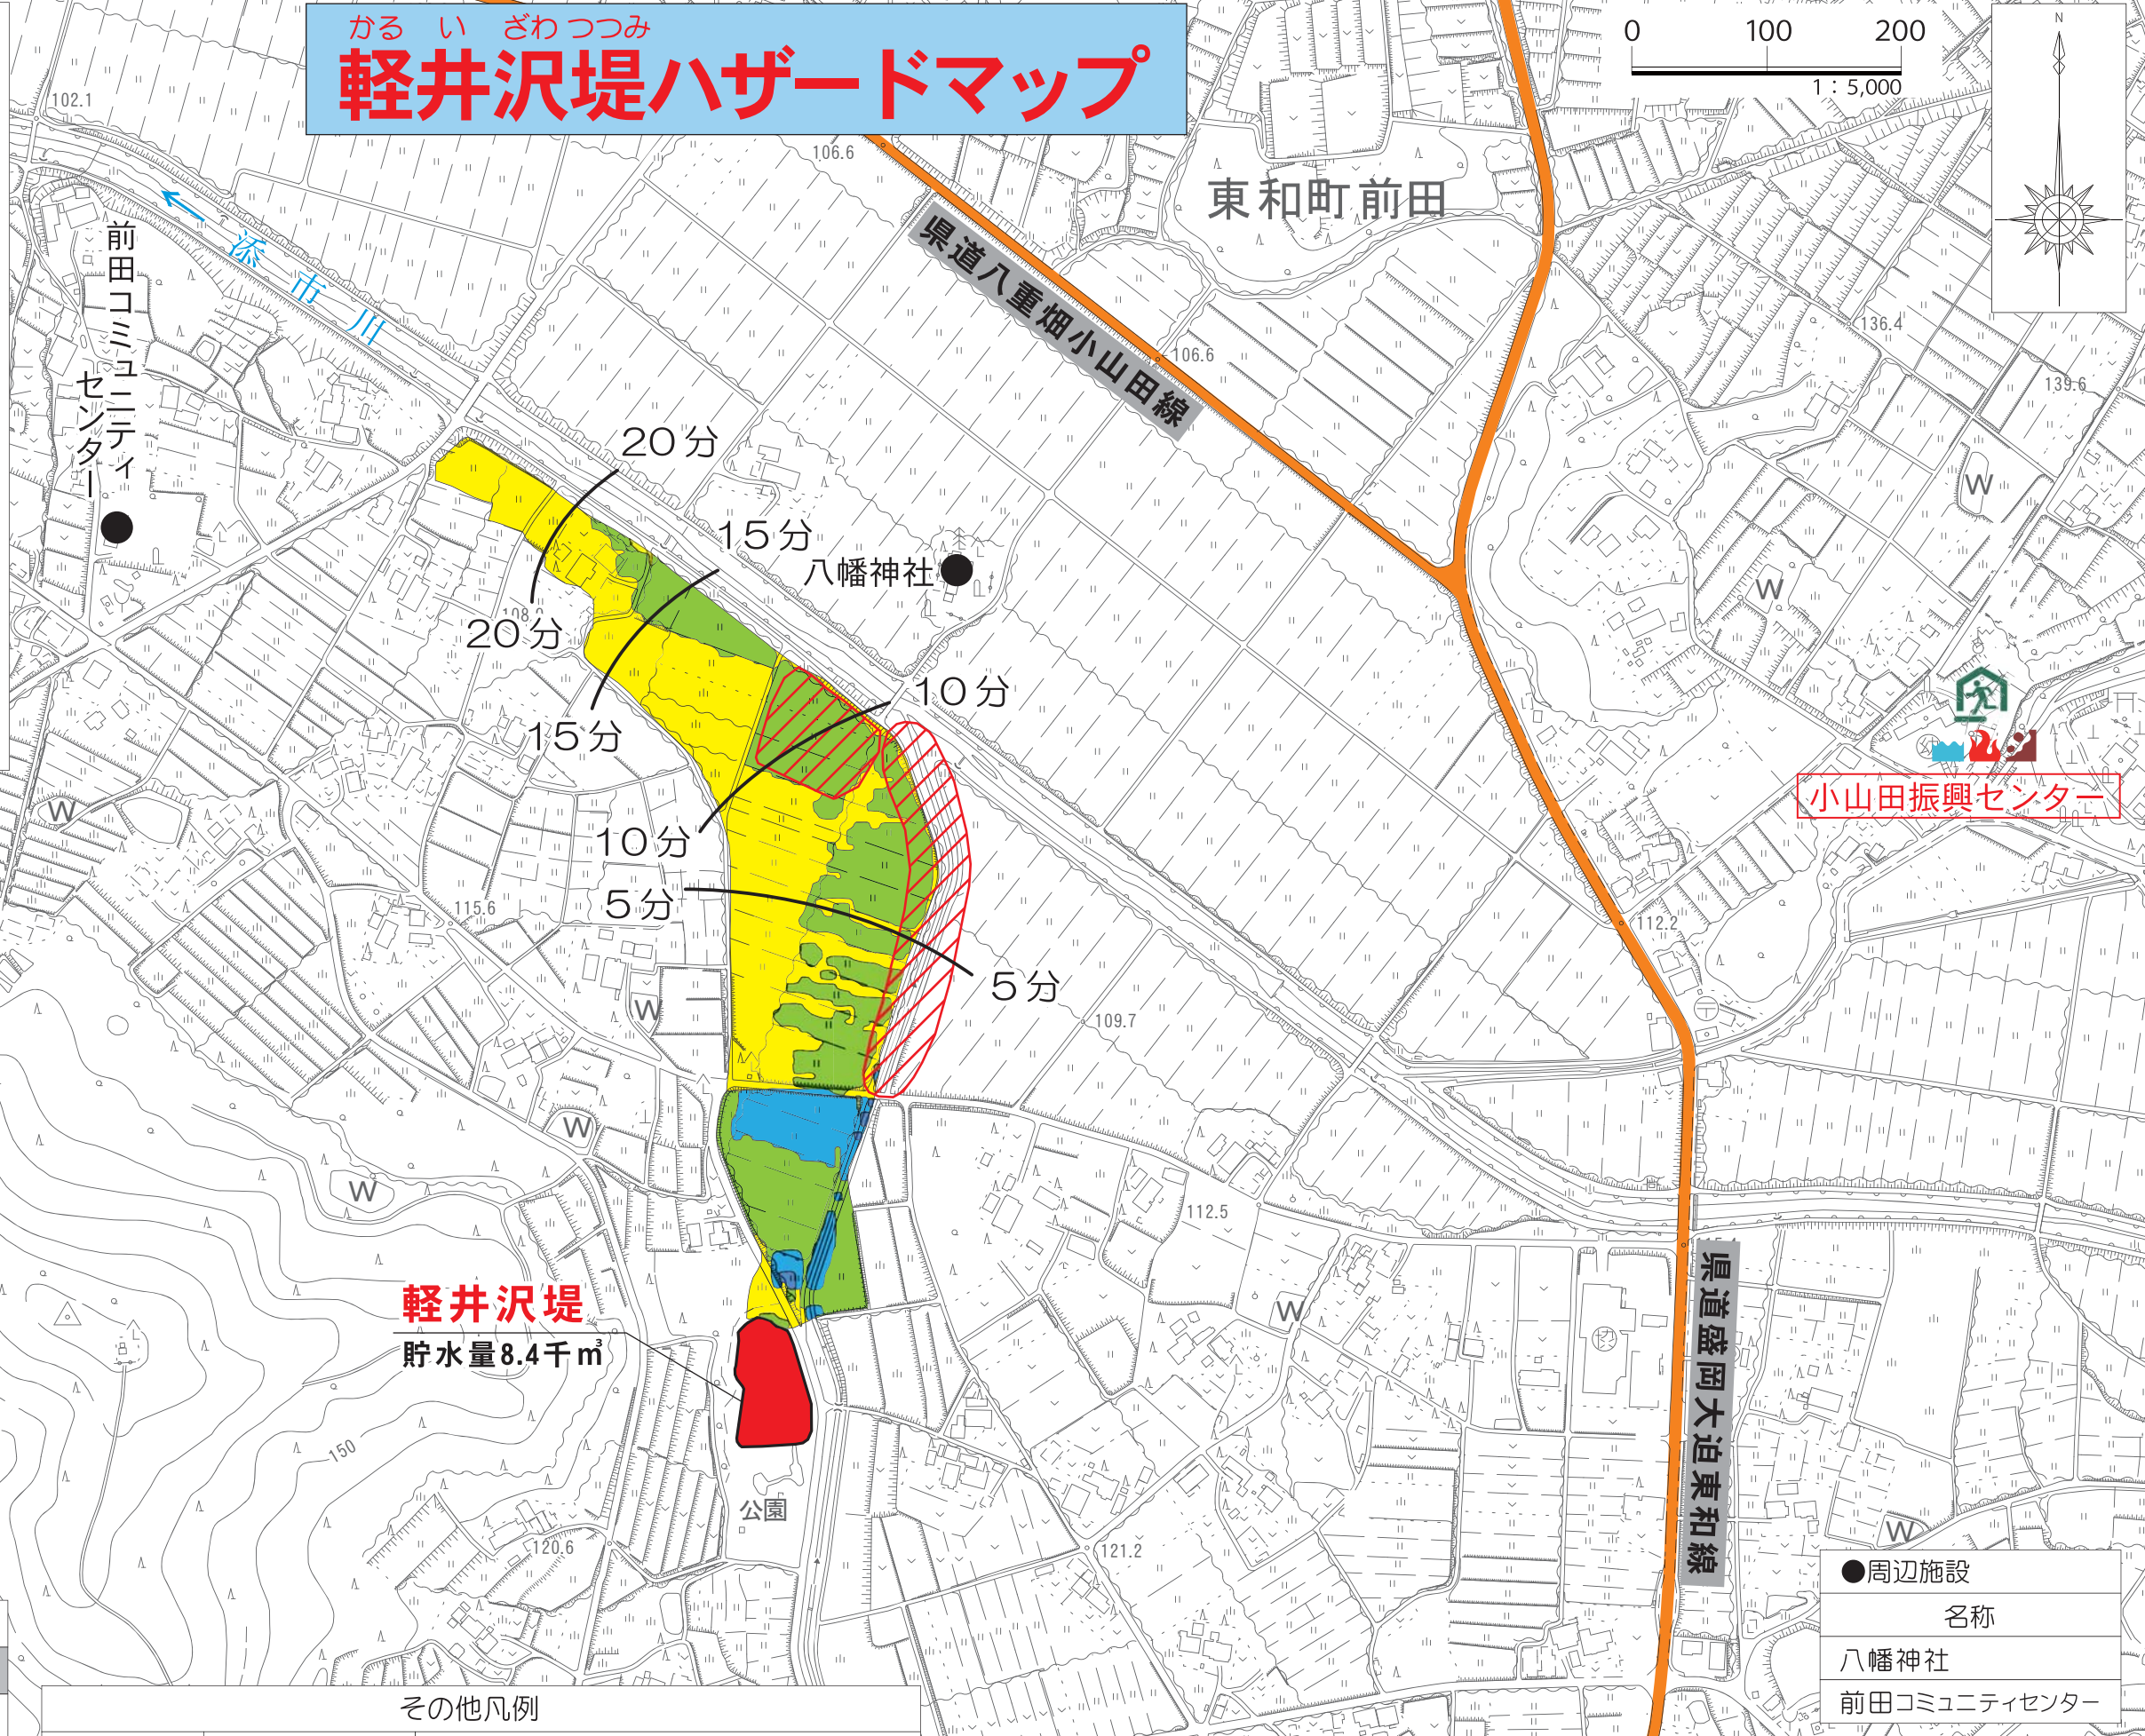 かるいざわつつみ
軽井沢堤ハザードマップ
0 100 200
1：5,000
N
102.1
106.6
東和町前田
県道八重畑小山田線
添市川
前田コミュニティ
センター
106.6
136.4
139.6
20分
15分
八幡神社
20分
10分
15分
10分
5分
5分
W
W
W
W
W
W
W
W
小山田振興センター
115.6
112.2
109.7
112.5
軽井沢堤
貯水量8.4千㎥
県道盛岡大迫東和線
150
公園
120.6
121.2
●周辺施設
名称
八幡神社
前田コミュニティセンター
その他凡例